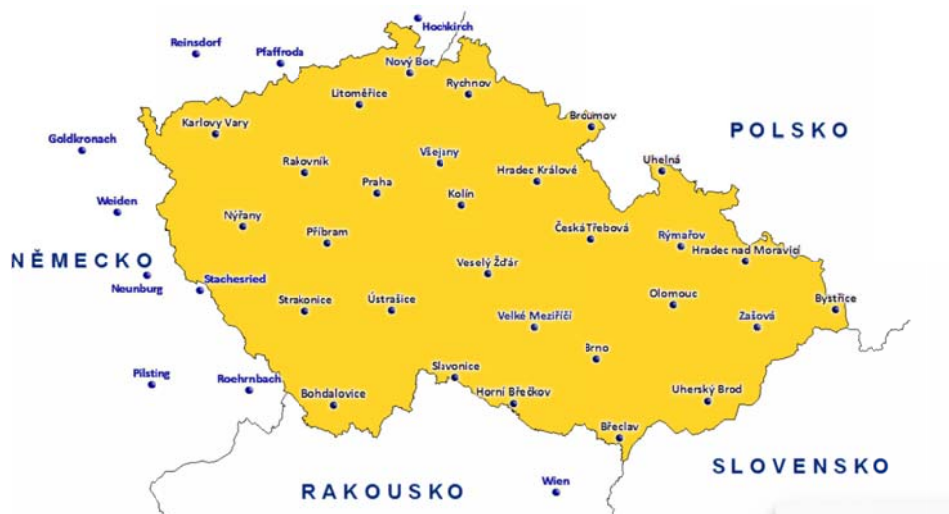 Hochkirch
Reinsdorf
Pfaffroda
Nový Bor
Rychnov
Litoměřice
Karlovy Vary
Broumov
POLSKO
Goldkronach
Všejany
Rakovník
Uhelná
Hradec Králové
Praha
Kolín
Weiden
Nýřany
Příbram
Česká Třebová
Rýmařov
Hradec nad Moravicí
NĚMECKO
Veselý Žďár
Stachesried
Neunburg
Strakonice
Ústrašice
Olomouc
Bystřice
Velké Meziříčí
Zašová
Brno
Slavonice
Pilsting
Roehrnbach
Bohdalovice
Horní Břečkov
Uherský Brod
Břeclav
SLOVENSKO
Wien
RAKOUSKO